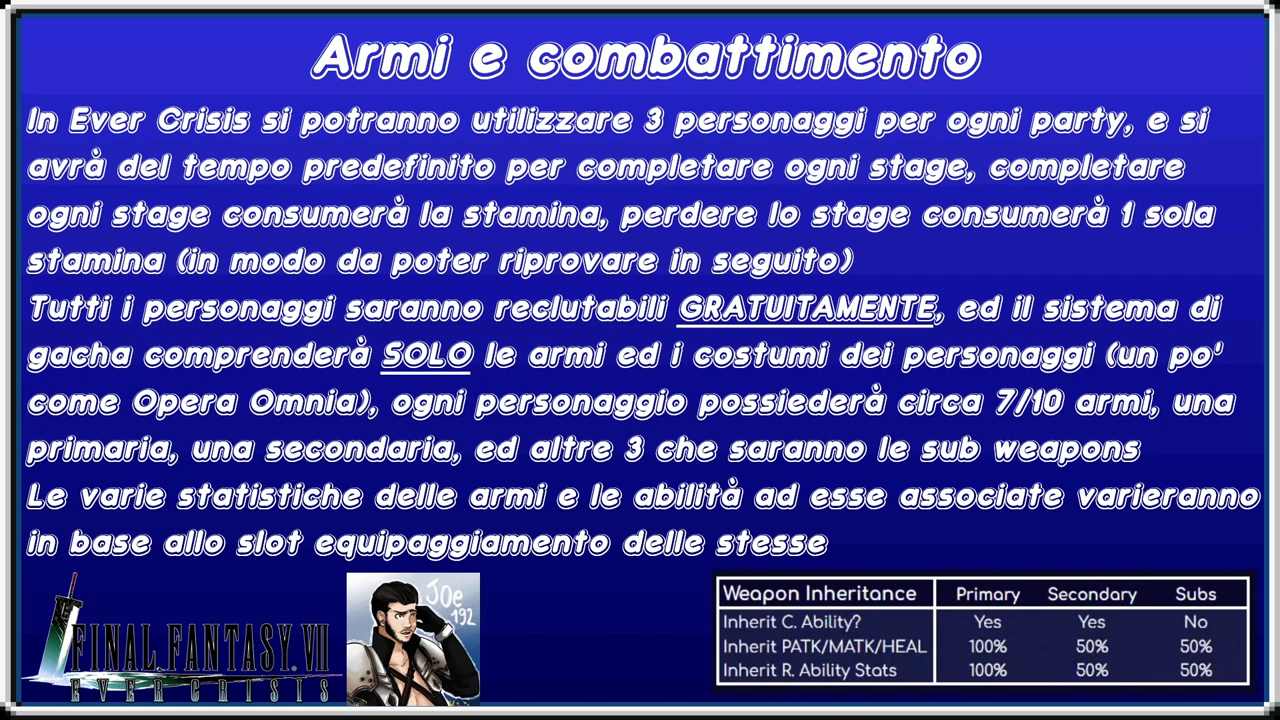 Armi e combattimento
In Ever Crisis si potranno utilizzare 3 personaggi per ogni party, e si
avrà del tempo predefinito per completare ogni stage, completare
ogni stage consumerà la stamina, perdere lo stage consumerà 1 sola
stamina (in modo da poter riprovare in seguito)
Tutti i personaggi saranno reclutabili GRATUITAMENTE, ed il sistema di
gacha comprenderà SOLO le armi ed i costumi dei personaggi (un po'
come Opera Omnia), ogni personaggio possiederà circa 7/10 armi, una
primaria, una secondaria, ed altre 3 che saranno le sub weapons
Le varie statistiche delle armi e le abilità ad esse associate varieranno
in base allo slot equipaggiamento delle stesse
FINAL FANTASY VII
EVER CRISIS
JOe
192
Weapon Inheritance Primary Secondary Subs
Inherit C. Ability? Yes Yes No
Inherit PATK/MATK/HEAL 100% 50% 50%
Inherit R. Ability Stats 100% 50% 50%